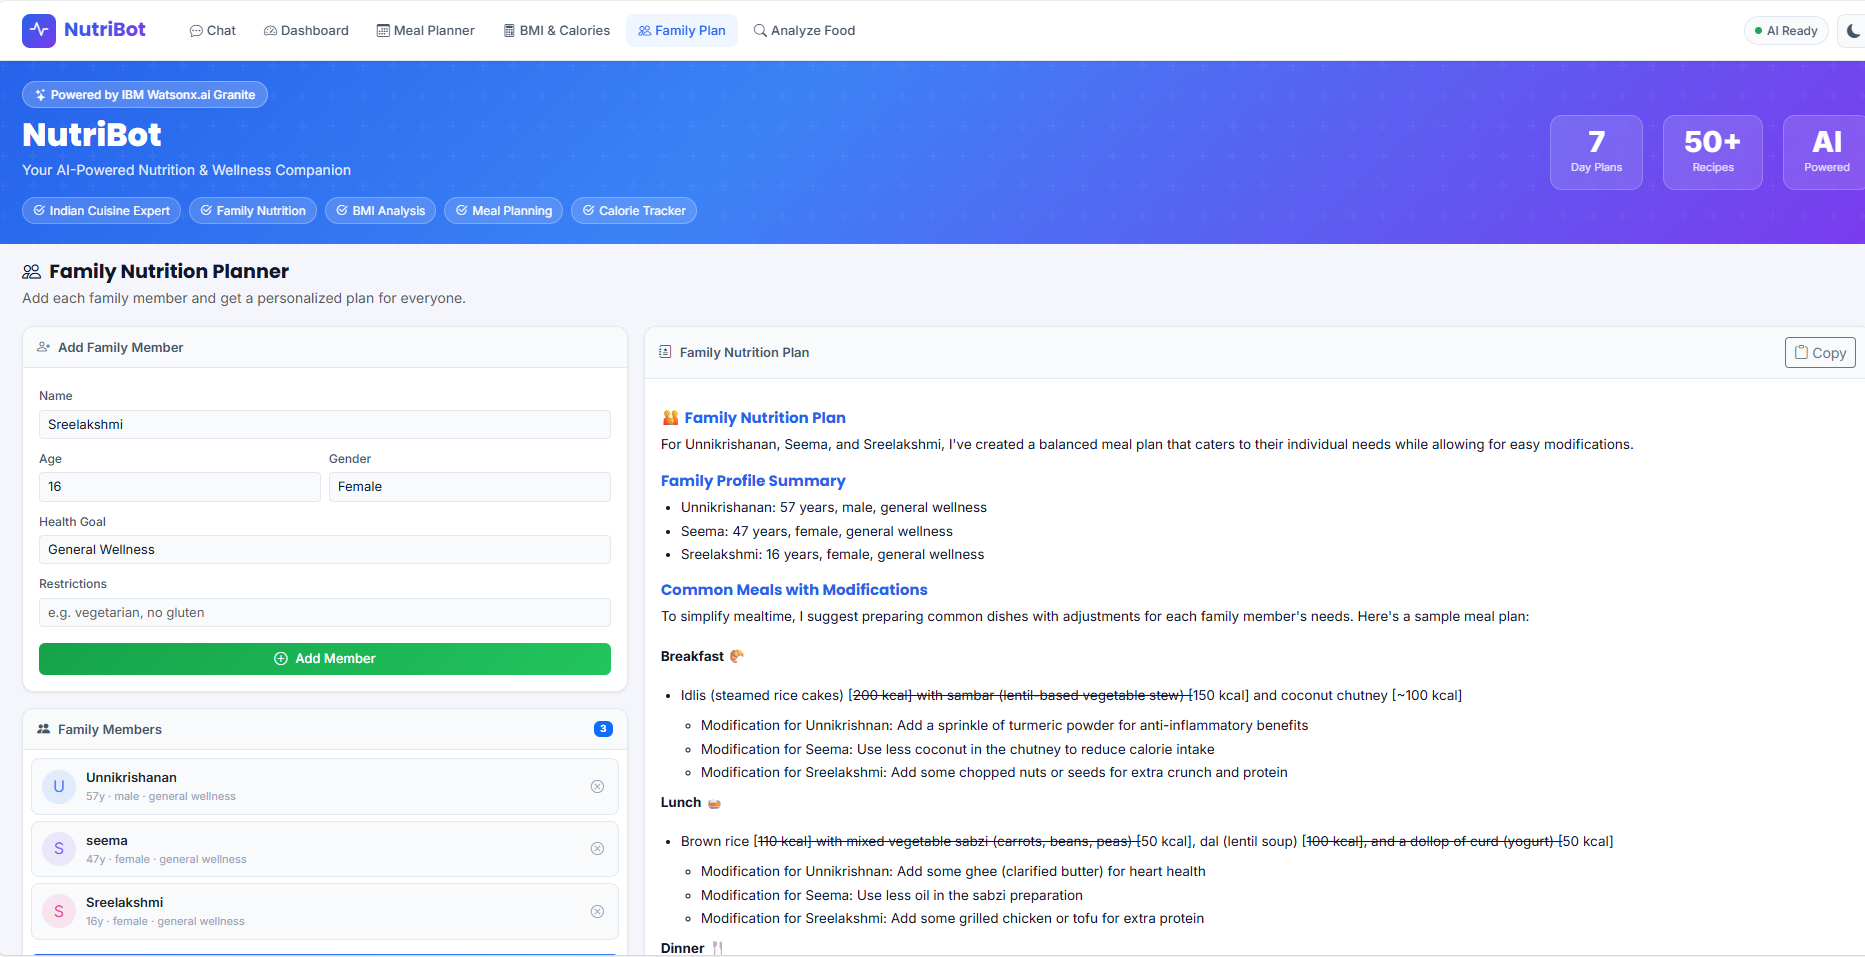 NutriBot
Chat
Dashboard
Meal Planner
BMI & Calories
Family Plan
Analyze Food
AI Ready
Powered by IBM Watsonx.ai Granite
NutriBot
Your AI-Powered Nutrition & Wellness Companion
Indian Cuisine Expert
Family Nutrition
BMI Analysis
Meal Planning
Calorie Tracker
7
Day Plans
50+
Recipes
AI
Powered
Family Nutrition Planner
Add each family member and get a personalized plan for everyone.
Add Family Member
Name
Sreelakshmi
Age
Gender
16
Female
Health Goal
General Wellness
Restrictions
e.g. vegetarian, no gluten
Add Member
Family Members
3
U
Unnikrishanan
57y · male · general wellness
S
seema
47y · female · general wellness
S
Sreelakshmi
16y · female · general wellness
Family Nutrition Plan
Copy
Family Nutrition Plan
For Unnikrishanan, Seema, and Sreelakshmi, I've created a balanced meal plan that caters to their individual needs while allowing for easy modifications.
Family Profile Summary
• Unnikrishanan: 57 years, male, general wellness
• Seema: 47 years, female, general wellness
• Sreelakshmi: 16 years, female, general wellness
Common Meals with Modifications
To simplify mealtime, I suggest preparing common dishes with adjustments for each family member's needs. Here's a sample meal plan:
Breakfast 🥐
• Idlis (steamed rice cakes) [200 kcal] with sambar (lentil-based vegetable stew) [150 kcal] and coconut chutney [~100 kcal]
◦ Modification for Unnikrishnan: Add a sprinkle of turmeric powder for anti-inflammatory benefits
◦ Modification for Seema: Use less coconut in the chutney to reduce calorie intake
◦ Modification for Sreelakshmi: Add some chopped nuts or seeds for extra crunch and protein
Lunch
• Brown rice [110 kcal] with mixed vegetable sabzi (carrots, beans, peas) [50 kcal], dal (lentil soup) [100 kcal], and a dollop of curd (yogurt) [50 kcal]
◦ Modification for Unnikrishnan: Add some ghee (clarified butter) for heart health
◦ Modification for Seema: Use less oil in the sabzi preparation
◦ Modification for Sreelakshmi: Add some grilled chicken or tofu for extra protein
Dinner 🍴